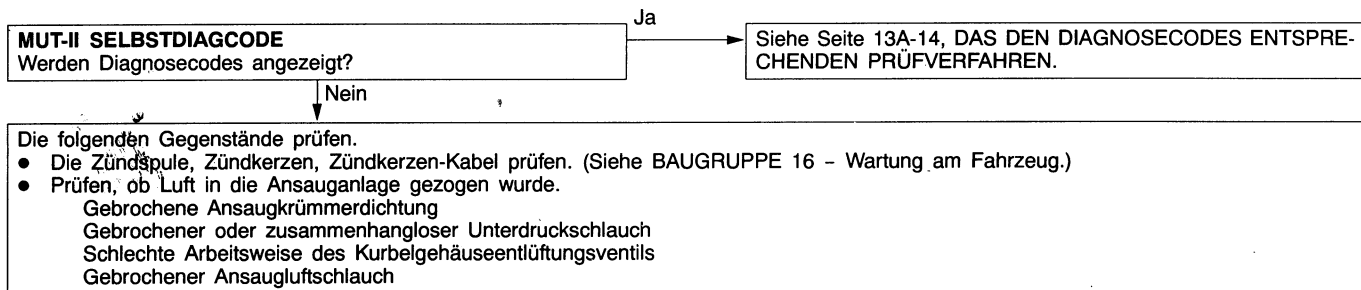 Ja
MUT-II SELBSTDIAGCODE
Werden Diagnosecodes angezeigt?
Siehe Seite 13A-14, DAS DEN DIAGNOSECODES ENTSPRE-
CHENDEN PRÜFVERFAHREN.
Nein
Die folgenden Gegenstände prüfen.
● Die Zündspule, Zündkerzen, Zündkerzen-Kabel prüfen. (Siehe BAUGRUPPE 16 – Wartung am Fahrzeug.)
● Prüfen, ob Luft in die Ansauganlage gezogen wurde.
Gebrochene Ansaugkrümmerdichtung
Gebrochener oder zusammenhangloser Unterdruckschlauch
Schlechte Arbeitsweise des Kurbelgehäuseentlüftungsventils
Gebrochener Ansaugluftschlauch